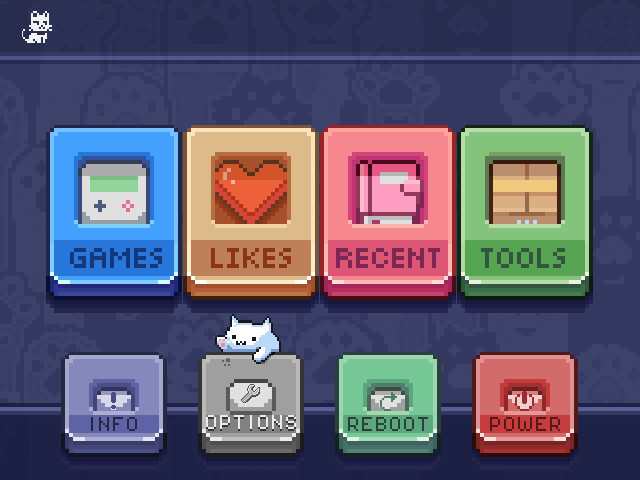 GAMES
LIKES
RECENT
TOOLS
INFO
OPTIONS
REBOOT
POWER